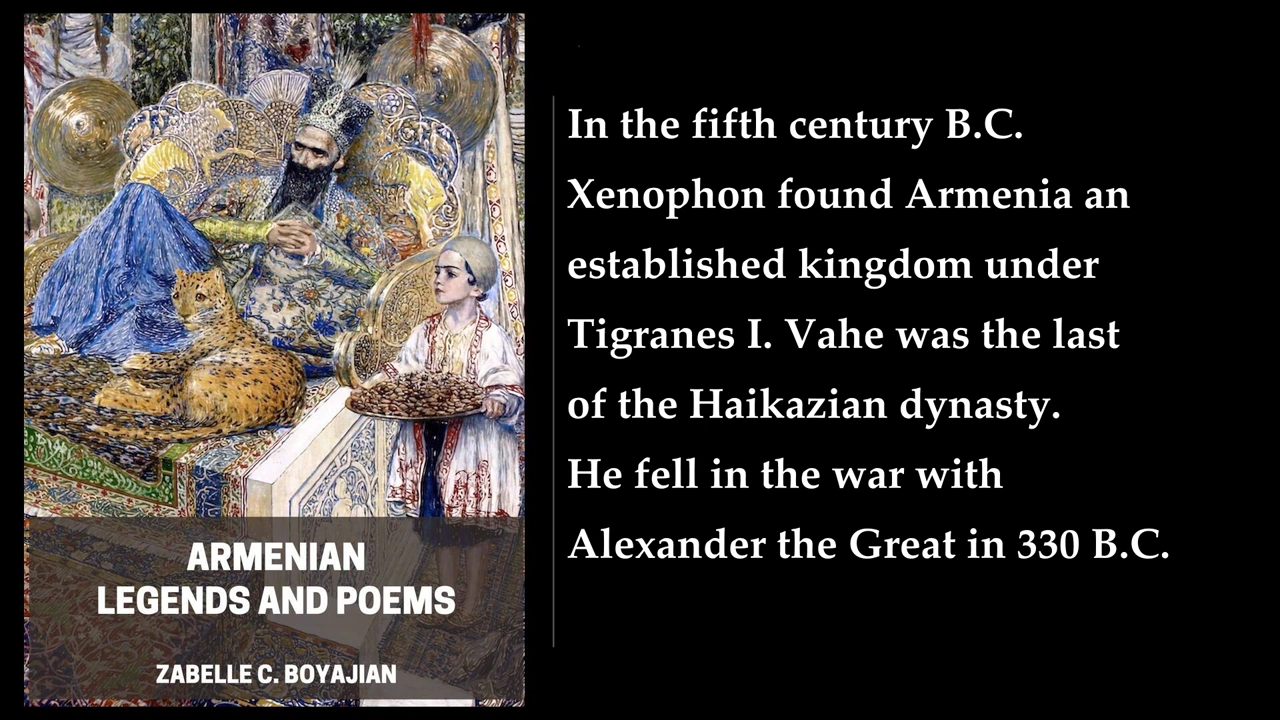 ARMENIAN
LEGENDS AND POEMS
ZABELLE C. BOYAJIAN
In the fifth century B.C.
Xenophon found Armenia an
established kingdom under
Tigranes I. Vahe was the last
of the Haikazian dynasty.
He fell in the war with
Alexander the Great in 330 B.C.